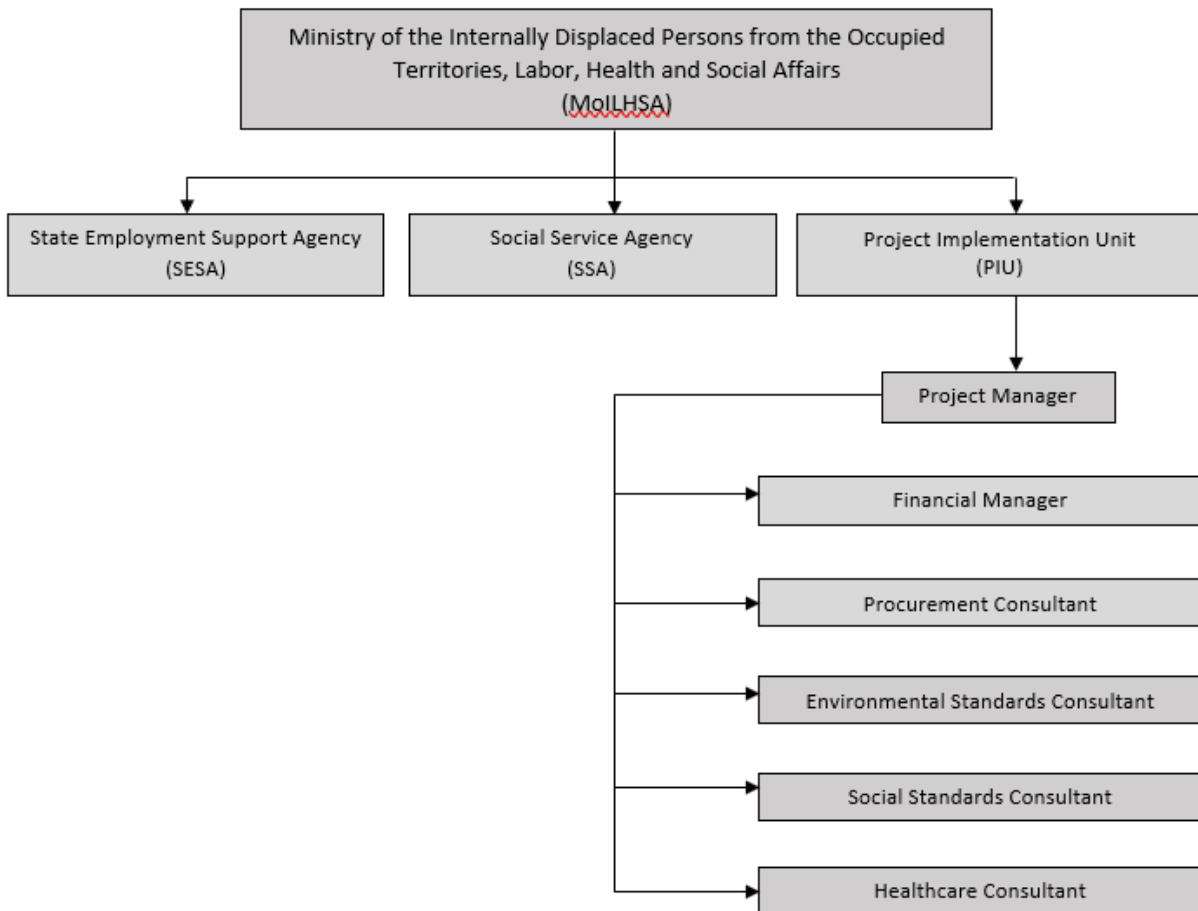 Ministry of the Internally Displaced Persons from the Occupied
Territories, Labor, Health and Social Affairs
(MoILHSA)
State Employment Support Agency
(SESA)
Social Service Agency
(SSA)
Project Implementation Unit
(PIU)
Project Manager
Financial Manager
Procurement Consultant
Environmental Standards Consultant
Social Standards Consultant
Healthcare Consultant